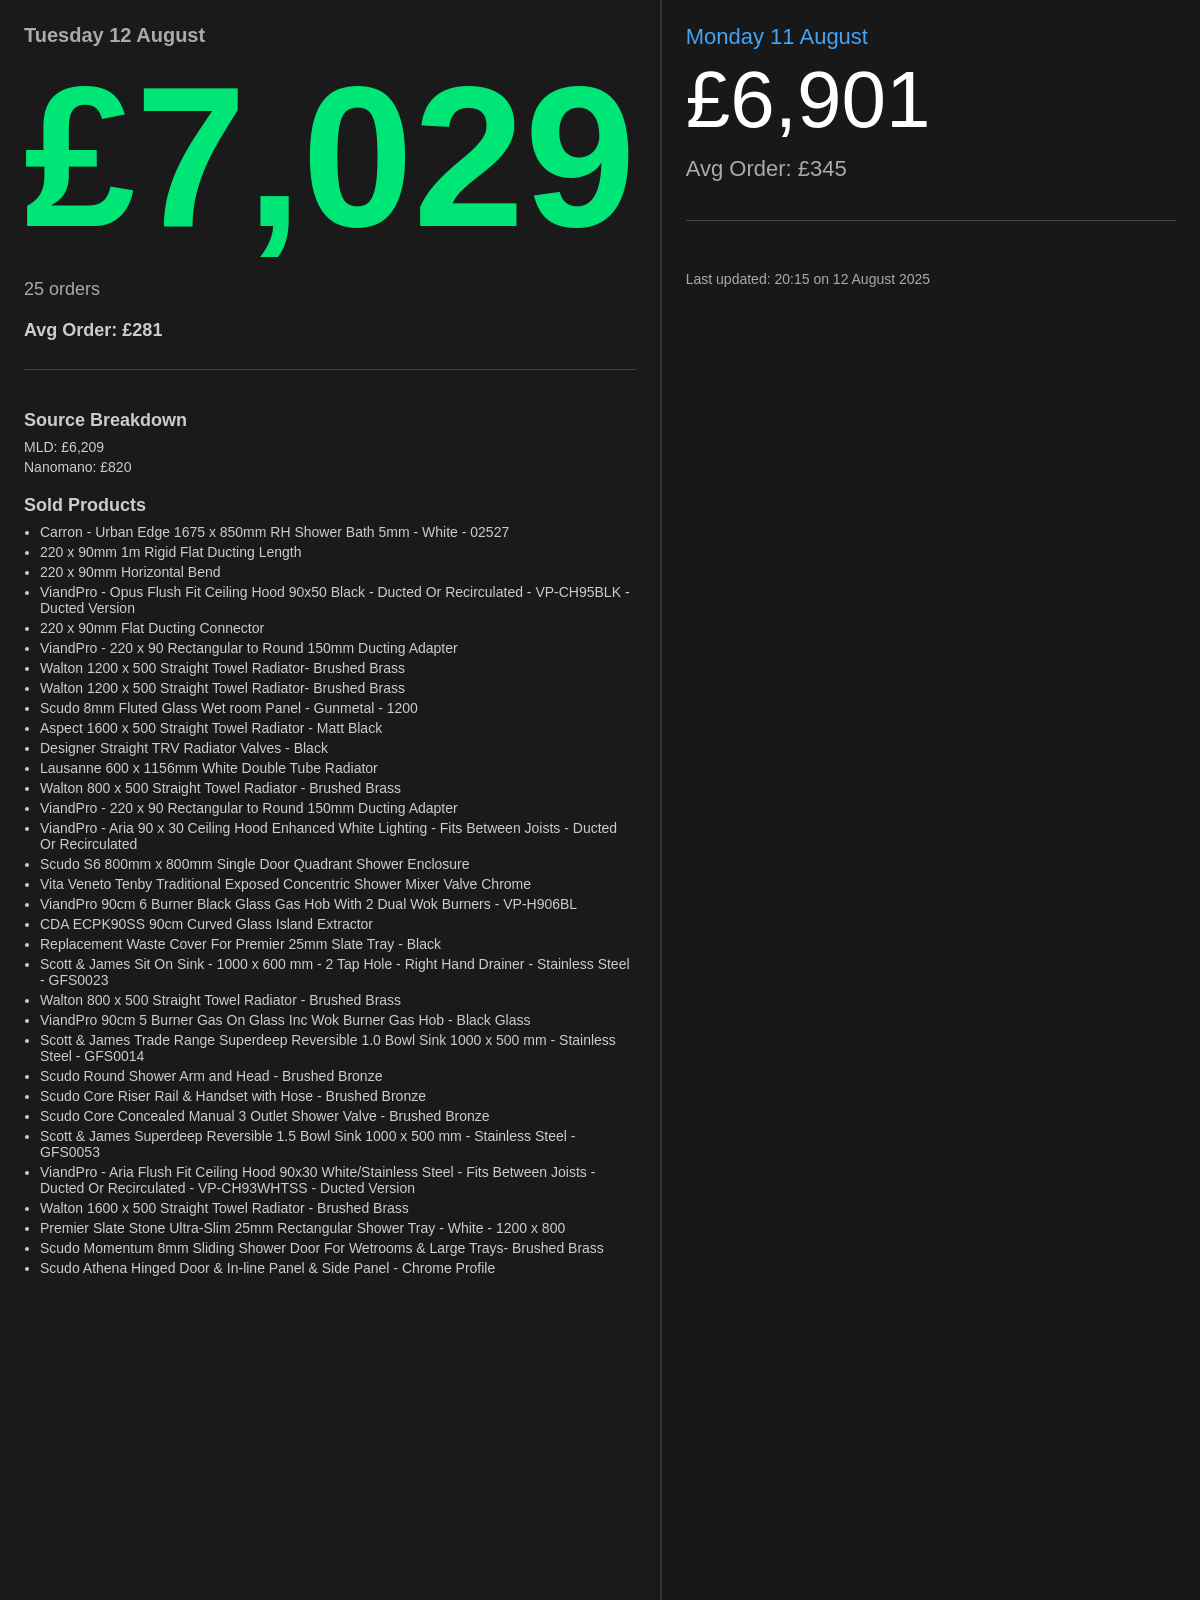 Tuesday 12 August
£7,029
25 orders
Avg Order: £281
Source Breakdown
MLD: £6,209
Nanomano: £820
Sold Products
• Carron - Urban Edge 1675 x 850mm RH Shower Bath 5mm - White - 02527
• 220 x 90mm 1m Rigid Flat Ducting Length
• 220 x 90mm Horizontal Bend
• ViandPro - Opus Flush Fit Ceiling Hood 90x50 Black - Ducted Or Recirculated - VP-CH95BLK -
Ducted Version
• 220 x 90mm Flat Ducting Connector
• ViandPro - 220 x 90 Rectangular to Round 150mm Ducting Adapter
• Walton 1200 x 500 Straight Towel Radiator- Brushed Brass
• Walton 1200 x 500 Straight Towel Radiator- Brushed Brass
• Scudo 8mm Fluted Glass Wet room Panel - Gunmetal - 1200
• Aspect 1600 x 500 Straight Towel Radiator - Matt Black
• Designer Straight TRV Radiator Valves - Black
• Lausanne 600 x 1156mm White Double Tube Radiator
• Walton 800 x 500 Straight Towel Radiator - Brushed Brass
• ViandPro - 220 x 90 Rectangular to Round 150mm Ducting Adapter
• ViandPro - Aria 90 x 30 Ceiling Hood Enhanced White Lighting - Fits Between Joists - Ducted
Or Recirculated
• Scudo S6 800mm x 800mm Single Door Quadrant Shower Enclosure
• Vita Veneto Tenby Traditional Exposed Concentric Shower Mixer Valve Chrome
• ViandPro 90cm 6 Burner Black Glass Gas Hob With 2 Dual Wok Burners - VP-H906BL
• CDA ECPK90SS 90cm Curved Glass Island Extractor
• Replacement Waste Cover For Premier 25mm Slate Tray - Black
• Scott & James Sit On Sink - 1000 x 600 mm - 2 Tap Hole - Right Hand Drainer - Stainless Steel
- GFS0023
• Walton 800 x 500 Straight Towel Radiator - Brushed Brass
• ViandPro 90cm 5 Burner Gas On Glass Inc Wok Burner Gas Hob - Black Glass
• Scott & James Trade Range Superdeep Reversible 1.0 Bowl Sink 1000 x 500 mm - Stainless
Steel - GFS0014
• Scudo Round Shower Arm and Head - Brushed Bronze
• Scudo Core Riser Rail & Handset with Hose - Brushed Bronze
• Scudo Core Concealed Manual 3 Outlet Shower Valve - Brushed Bronze
• Scott & James Superdeep Reversible 1.5 Bowl Sink 1000 x 500 mm - Stainless Steel -
GFS0053
• ViandPro - Aria Flush Fit Ceiling Hood 90x30 White/Stainless Steel - Fits Between Joists -
Ducted Or Recirculated - VP-CH93WHTSS - Ducted Version
• Walton 1600 x 500 Straight Towel Radiator - Brushed Brass
• Premier Slate Stone Ultra-Slim 25mm Rectangular Shower Tray - White - 1200 x 800
• Scudo Momentum 8mm Sliding Shower Door For Wetrooms & Large Trays- Brushed Brass
• Scudo Athena Hinged Door & In-line Panel & Side Panel - Chrome Profile
Monday 11 August
£6,901
Avg Order: £345
Last updated: 20:15 on 12 August 2025